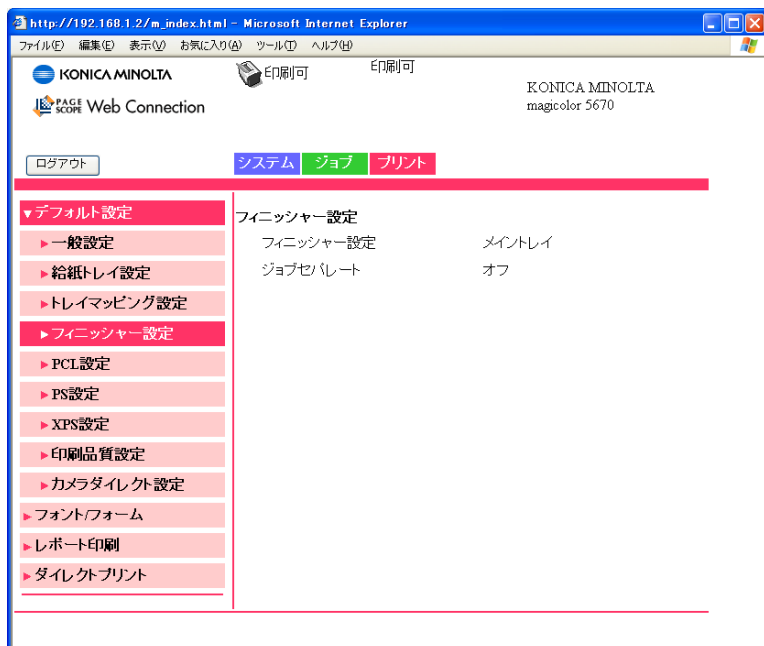 http://192.168.1.2/m_index.html - Microsoft Internet Explorer
ファイル(F) 編集(E) 表示(V) お気に入り(A) ツール(T) ヘルプ(H)
KONICA MINOLTA
印刷可
印刷可
KONICA MINOLTA
magicolor 5670
PAGE SCOPE Web Connection
ログアウト
システム ジョブ プリント
▼デフォルト設定
▶一般設定
▶給紙トレイ設定
▶トレイマッピング設定
▶フィニッシャー設定
▶PCL設定
▶PS設定
▶XPS設定
▶印刷品質設定
▶カメラダイレクト設定
▶フォント/フォーム
▶レポート印刷
▶ダイレクトプリント
フィニッシャー設定
フィニッシャー設定 メイントレイ
ジョブセパレート オフ